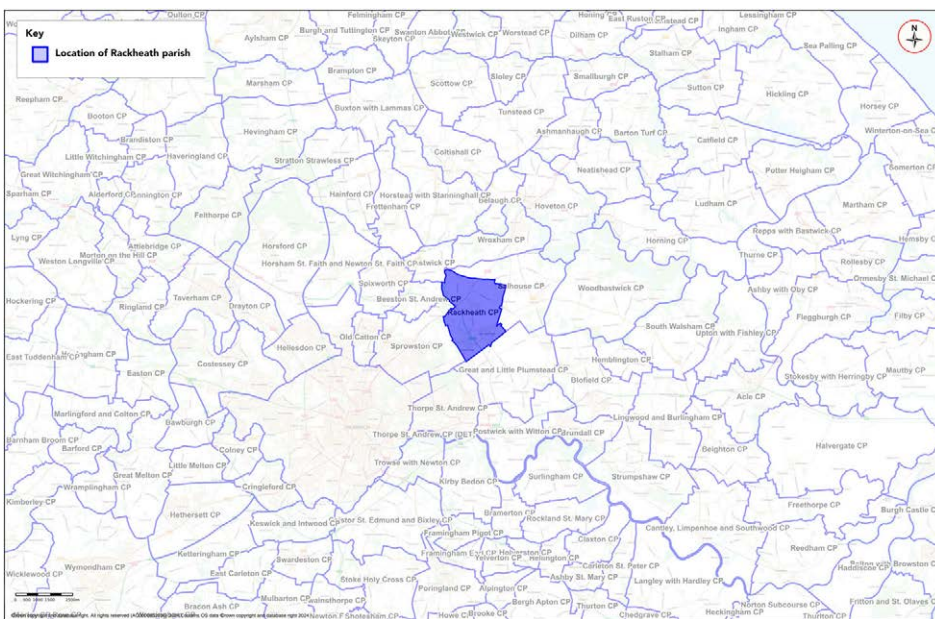 Key
Location of Rackheath parish
N
Oulton CP
Felmingham CP
Honing CP
East Ruston CP
Lessingham CP
Burgh and Tuttington CP
Swanton Abbott CP
Westwick CP
Worstead CP
Dilham CP
Ingham CP
Aylsham CP
Skeyton CP
Stalham CP
Sea Palling CP
Brampton CP
Marsham CP
Scottow CP
Sloley CP
Smallburgh CP
Sutton CP
Hickling CP
Reepham CP
Booton CP
Buxton with Lammas CP
Tunstead CP
Horsey CP
Brandiston CP
Hevingham CP
Ashmanhaugh CP
Barton Turf CP
Catfield CP
Winterton-on-Sea CP
Little Witchingham CP
Haveringland CP
Stratton Strawless CP
Coltishall CP
Neatishead CP
Potter Heigham CP
Somerton CP
Great Witchingham CP
Sparham CP
Alderford CP
Hainford CP
Horstead with Stanninghall CP
Belaugh CP
Hoveton CP
Ludham CP
Martham CP
Frettenham CP
Felthorpe CP
Repps with Bastwick CP
Lyng CP
Attlebridge CP
Morton on the Hill CP
Weston Longville CP
Horsford CP
Wroxham CP
Horning CP
Thurne CP
Hemsby CP
Rollesby CP
Horsham St. Faith and Newton St. Faith CP
Ormesby St. Michael CP
Hockering CP
Ringland CP
Taverham CP
Drayton CP
Spixworth CP
Beeston St. Andrew CP
Salhouse CP
Woodbastwick CP
Ashby with Oby CP
Fleggburgh CP
Filby CP
Rackheath CP
South Walsham CP
Upton with Fishley CP
Old Catton CP
Sprowston CP
Hellesdon CP
East Tuddenham CP
Costessey CP
Easton CP
Great and Little Plumstead CP
Hemblington CP
Blofield CP
Stokesby with Herringby CP
Mautby CP
Acle CP
Marlingford and Colton CP
Bawburgh CP
Thorpe St. Andrew CP
Lingwood and Burlingham CP
Barnham Broom CP
Barford CP
Colney CP
Thorpe St. Andrew CP (DET)
Postwick with Witton CP
Brundall CP
Beighton CP
Halvergate CP
Little Melton CP
Trowse with Newton CP
Great Melton CP
Wramplingham CP
Cringleford CP
Kirby Bedon CP
Surlingham CP
Strumpshaw CP
Kimberley CP
Freethorpe CP
Hethersett CP
Keswick and Intwood CP
Bramerton CP
Rockland St. Mary CP
Cantley, Limpenhoe and Southwood CP
Burgh Castle CP
Framingham Pigot CP
Claxton CP
Reedham CP
Ketteringham CP
Swardeston CP
Framingham Earl CP
Yelverton CP
Hellington CP
Carleton St. Peter CP
Wicklewood CP
Wymondham CP
East Carleton CP
Stoke Holy Cross CP
Poringland CP
Alpington CP
Ashby St. Mary CP
Langley with Hardley CP
Haddiscoe CP
Mulbarton CP
Bergh Apton CP
Thurton CP
Norton Subcourse CP
Fritton and St. Olaves CP
Bracon Ash CP
Newton Flotman CP
Shotesham CP
Howe CP
Brooke CP
Chedgrave CP
Heckingham CP
Thurlton CP